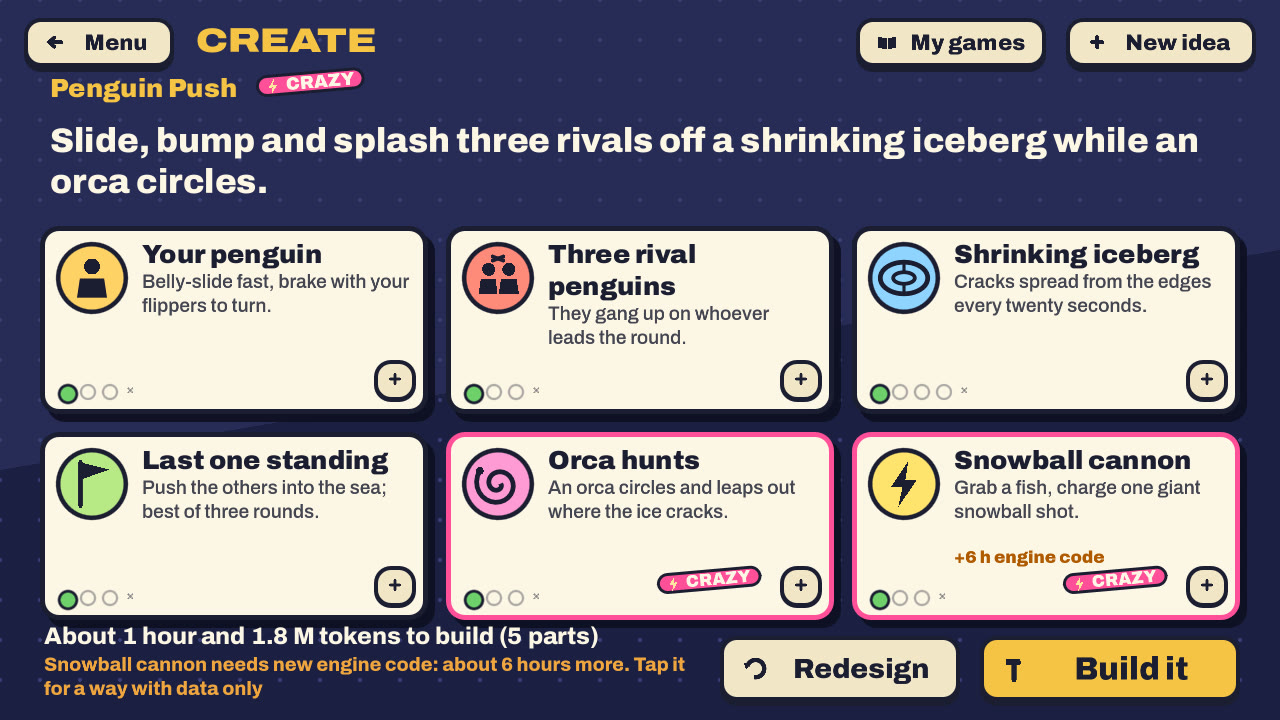 Menu
CREATE
My games
New idea
Penguin Push
CRAZY
Slide, bump and splash three rivals off a shrinking iceberg while an
orca circles.
Your penguin
Belly-slide fast, brake with your
flippers to turn.
Three rival
penguins
They gang up on whoever
leads the round.
Shrinking iceberg
Cracks spread from the edges
every twenty seconds.
Last one standing
Push the others into the sea;
best of three rounds.
Orca hunts
An orca circles and leaps out
where the ice cracks.
CRAZY
Snowball cannon
Grab a fish, charge one giant
snowball shot.
+6 h engine code
CRAZY
About 1 hour and 1.8 M tokens to build (5 parts)
Snowball cannon needs new engine code: about 6 hours more. Tap it
for a way with data only
Redesign
Build it